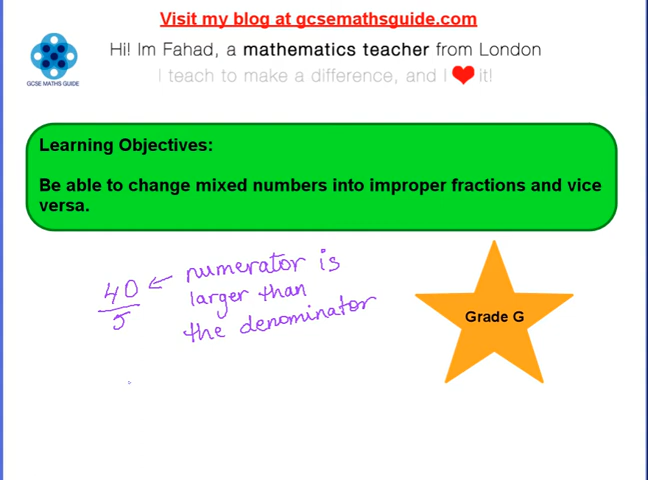 Visit my blog at gcsemathsguide.com
Hi! Im Fahad, a mathematics teacher from London
I teach to make a difference, and I it!
GCSE MATHS GUIDE
Learning Objectives:
Be able to change mixed numbers into improper fractions and vice
versa.
40 ← numerator is
5 larger than
the denominator
Grade G